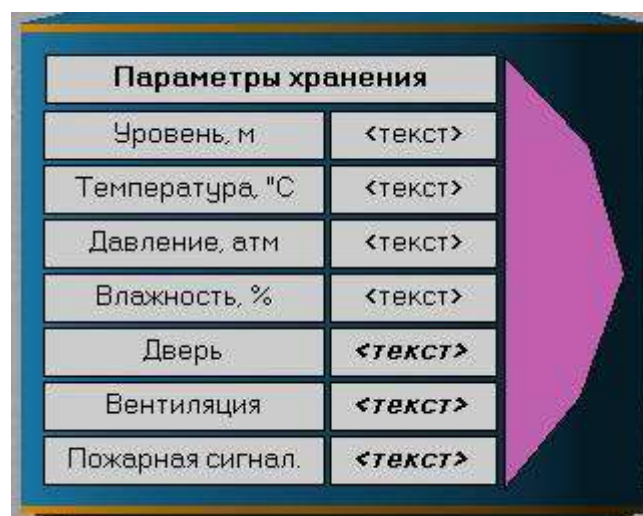 Параметры хранения
Уровень, м <текст>
Температура, "С <текст>
Давление, атм <текст>
Влажность, % <текст>
Дверь <текст>
Вентиляция <текст>
Пожарная сигнал. <текст>